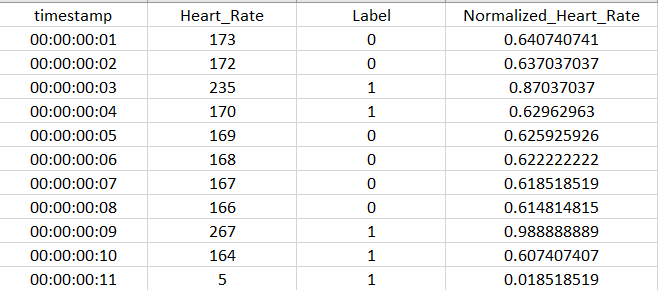 timestamp Heart_Rate Label Normalized_Heart_Rate
00:00:00:01 173 0 0.640740741
00:00:00:02 172 0 0.637037037
00:00:00:03 235 1 0.87037037
00:00:00:04 170 1 0.62962963
00:00:00:05 169 0 0.625925926
00:00:00:06 168 0 0.622222222
00:00:00:07 167 0 0.618518519
00:00:00:08 166 0 0.614814815
00:00:00:09 267 1 0.988888889
00:00:00:10 164 1 0.607407407
00:00:00:11 5 1 0.018518519